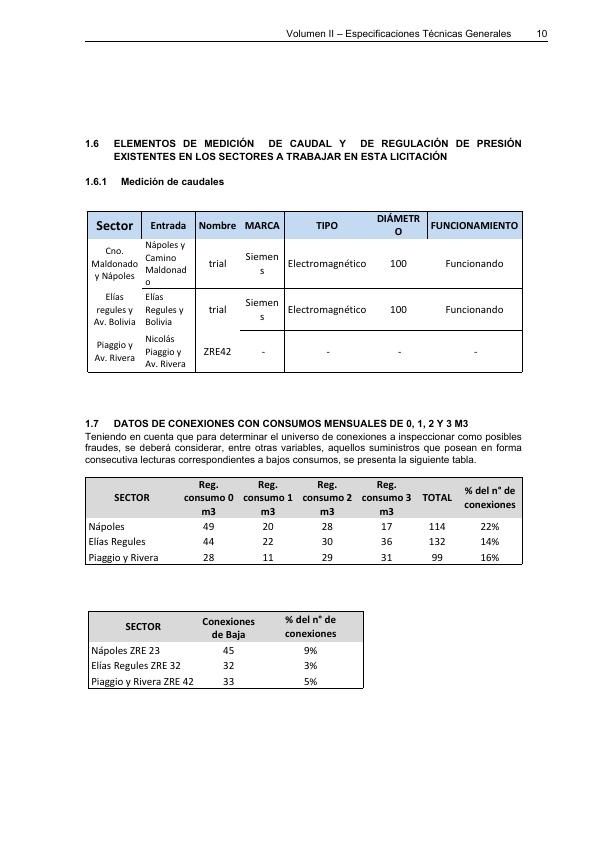 Volumen II – Especificaciones Técnicas Generales 10
1.6 ELEMENTOS DE MEDICIÓN DE CAUDAL Y DE REGULACIÓN DE PRESIÓN
EXISTENTES EN LOS SECTORES A TRABAJAR EN ESTA LICITACIÓN
1.6.1 Medición de caudales
Sector Entrada Nombre MARCA TIPO DIÁMETR
O FUNCIONAMIENTO
Cno.
Maldonado
y Nápoles
Nápoles y
Camino
Maldonad
o
trial
Siemen
s
Electromagnético 100 Funcionando
Elías
regules y
Av. Bolivia
Elías
Regules y
Bolivia
trial
Siemen
s
Electromagnético 100 Funcionando
Piaggio y
Av. Rivera
Nicolás
Piaggio y
Av. Rivera
ZRE42 - - - -
1.7 DATOS DE CONEXIONES CON CONSUMOS MENSUALES DE 0, 1, 2 Y 3 M3
Teniendo en cuenta que para determinar el universo de conexiones a inspeccionar como posibles
fraudes, se deberá considerar, entre otras variables, aquellos suministros que posean en forma
consecutiva lecturas correspondientes a bajos consumos, se presenta la siguiente tabla.
SECTOR
Reg.
consumo 0
m3
Reg.
consumo 1
m3
Reg.
consumo 2
m3
Reg.
consumo 3
m3
TOTAL
% del n° de
conexiones
Nápoles 49 20 28 17 114 22%
Elías Regules 44 22 30 36 132 14%
Piaggio y Rivera 28 11 29 31 99 16%
SECTOR
Conexiones
de Baja
% del n° de
conexiones
Nápoles ZRE 23 45 9%
Elías Regules ZRE 32 32 3%
Piaggio y Rivera ZRE 42 33 5%